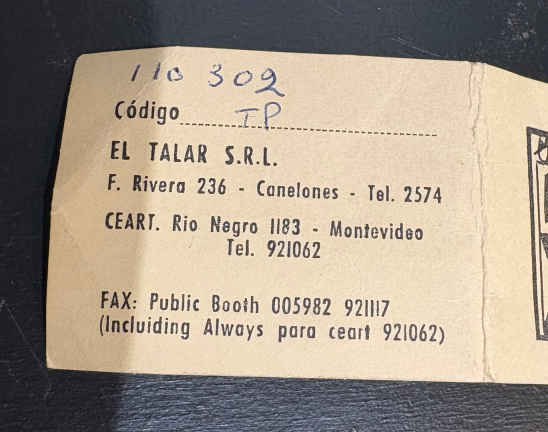 110 302
Código IP
EL TALAR S.R.L.
F. Rivera 236 - Canelones - Tel. 2574
CEART. Rio Negro 1183 - Montevideo
Tel. 921062
FAX: Public Booth 005982 921117
(Incluiding Always para ceart 921062)